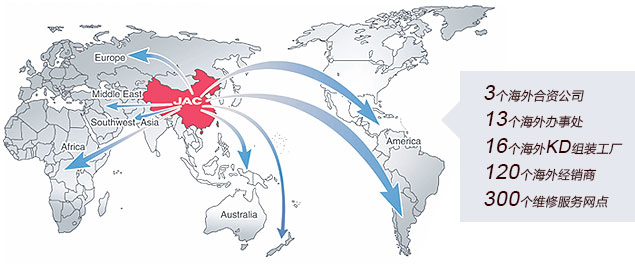 Europe
Middle East
JAC
Southwest Asia
Africa
America
Australia
3个海外合资公司
13个海外办事处
16个海外KD组装工厂
120个海外经销商
300个维修服务网点